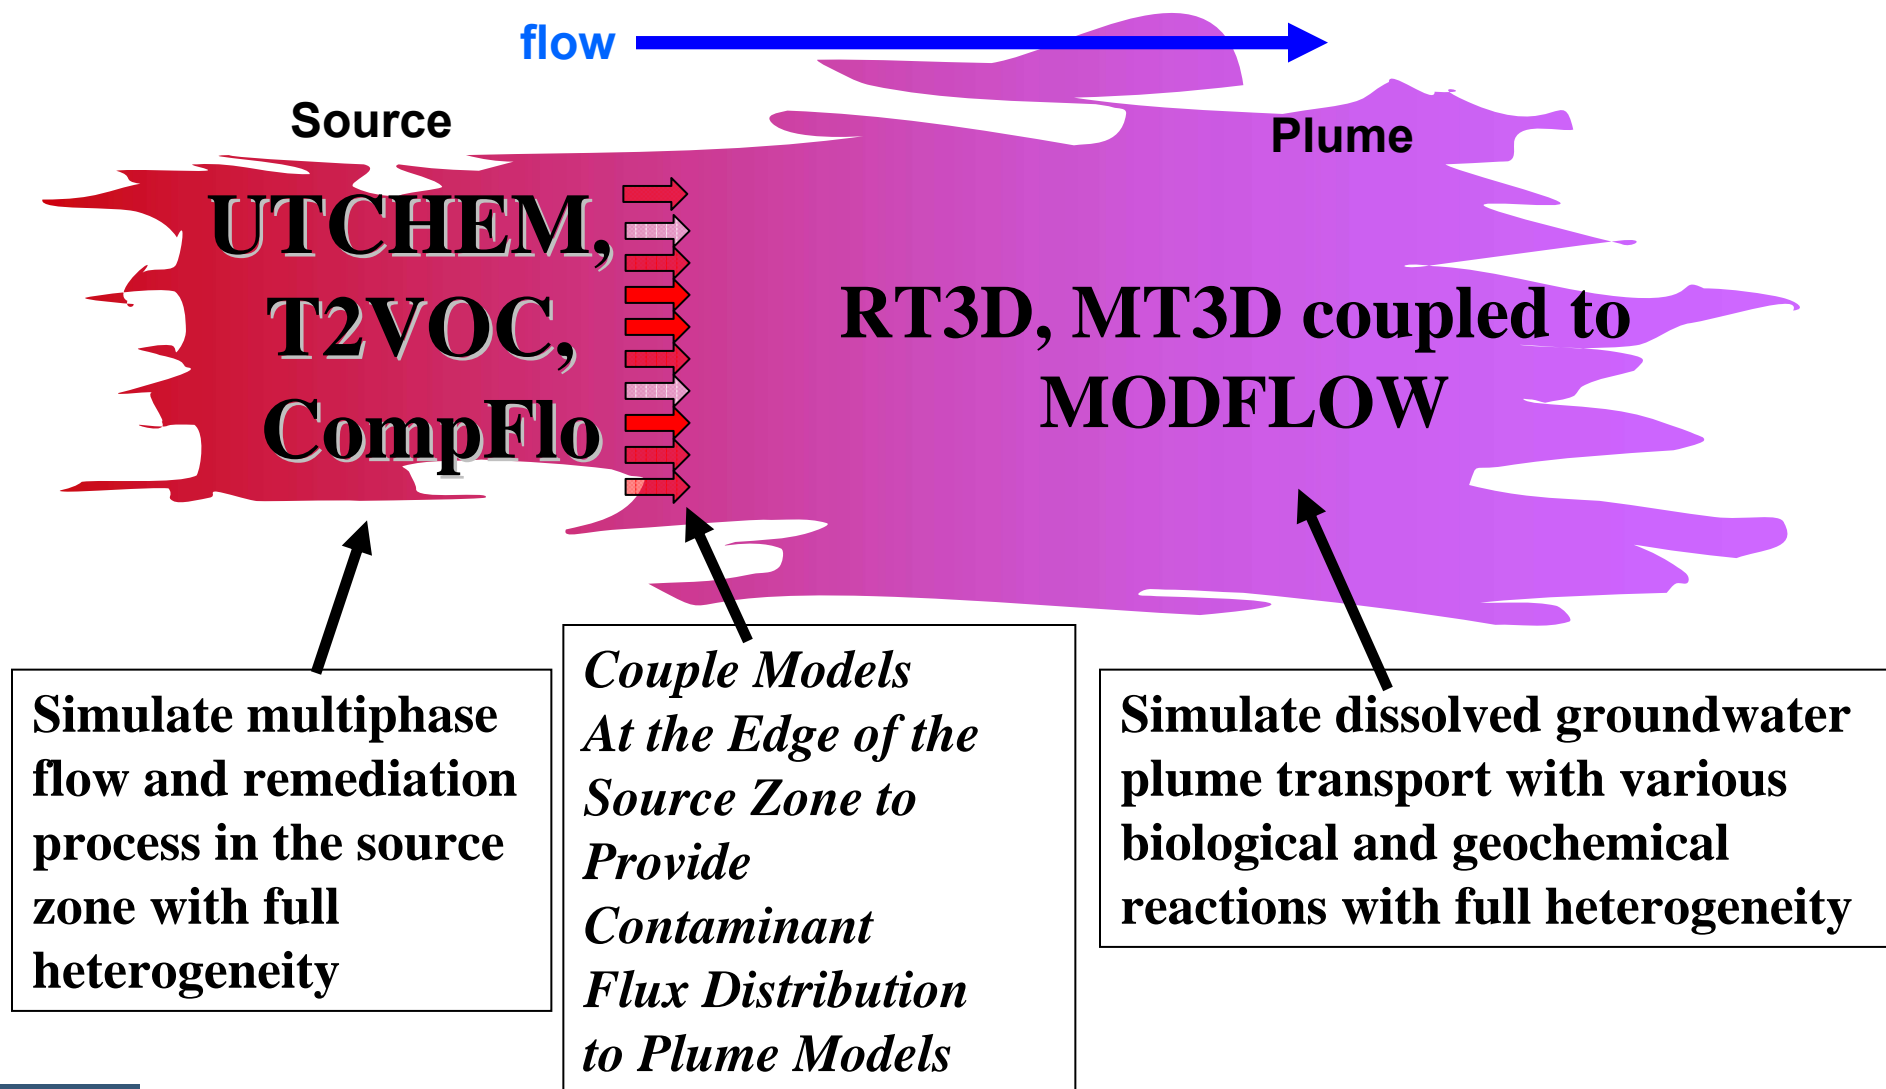 flow
Source
Plume
UTCHEM,
T2VOC,
CompFlo
RT3D, MT3D coupled to
MODFLOW
Simulate multiphase
flow and remediation
process in the source
zone with full
heterogeneity
Couple Models
At the Edge of the
Source Zone to
Provide
Contaminant
Flux Distribution
to Plume Models
Simulate dissolved groundwater
plume transport with various
biological and geochemical
reactions with full heterogeneity